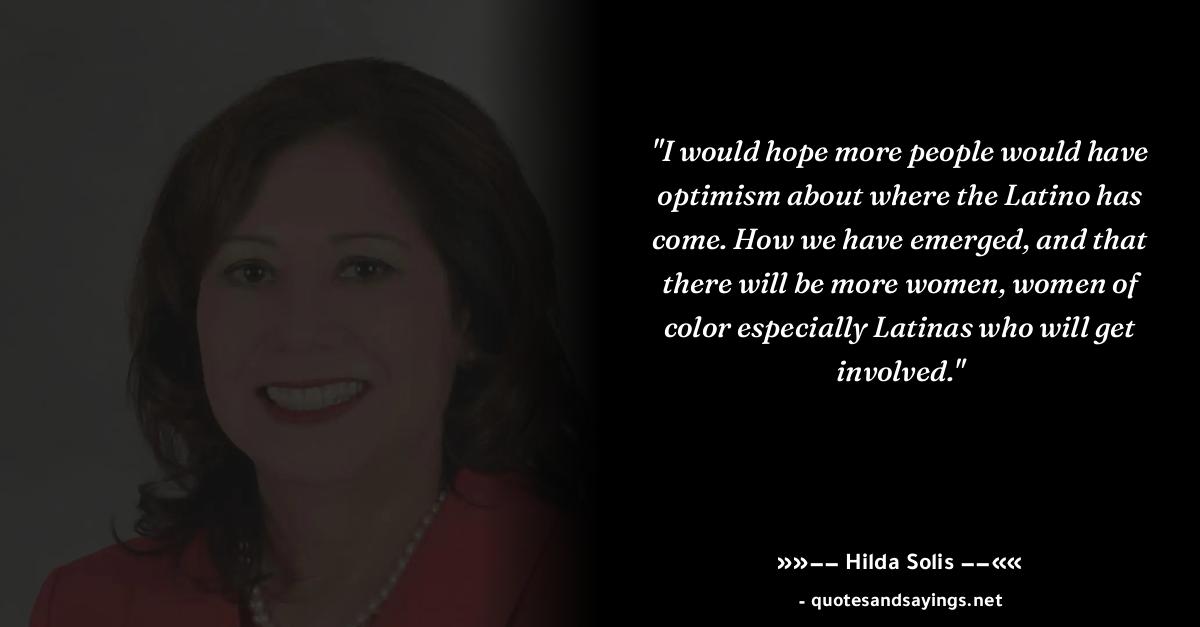 "I would hope more people would have
optimism about where the Latino has
come. How we have emerged, and that
there will be more women, women of
color especially Latinas who will get
involved."
»»−− Hilda Solis −−««
- quotesandsayings.net